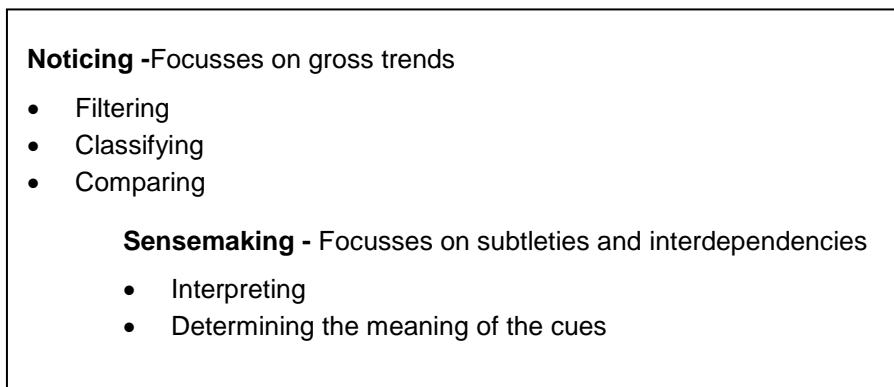 Noticing -Focusses on gross trends
• Filtering
• Classifying
• Comparing
Sensemaking - Focusses on subtleties and interdependencies
• Interpreting
• Determining the meaning of the cues